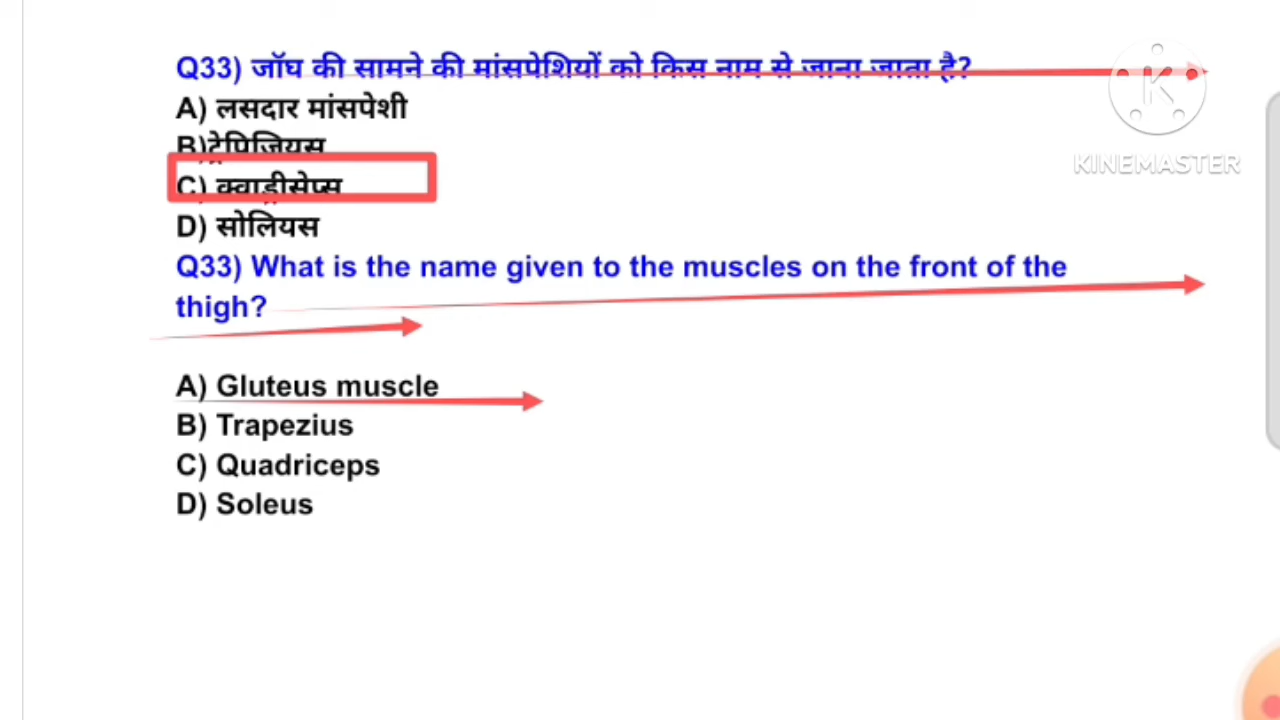 Q33) जॉघ की सामने की मांसपेशियों को किस नाम से जाना जाता है?
A) लसदार मांसपेशी
B)ट्रेपिजियस
C) क्वाड्रीसेप्स
D) सोलियस
Q33) What is the name given to the muscles on the front of the
thigh?
A) Gluteus muscle
B) Trapezius
C) Quadriceps
D) Soleus
K
KINEMASTER